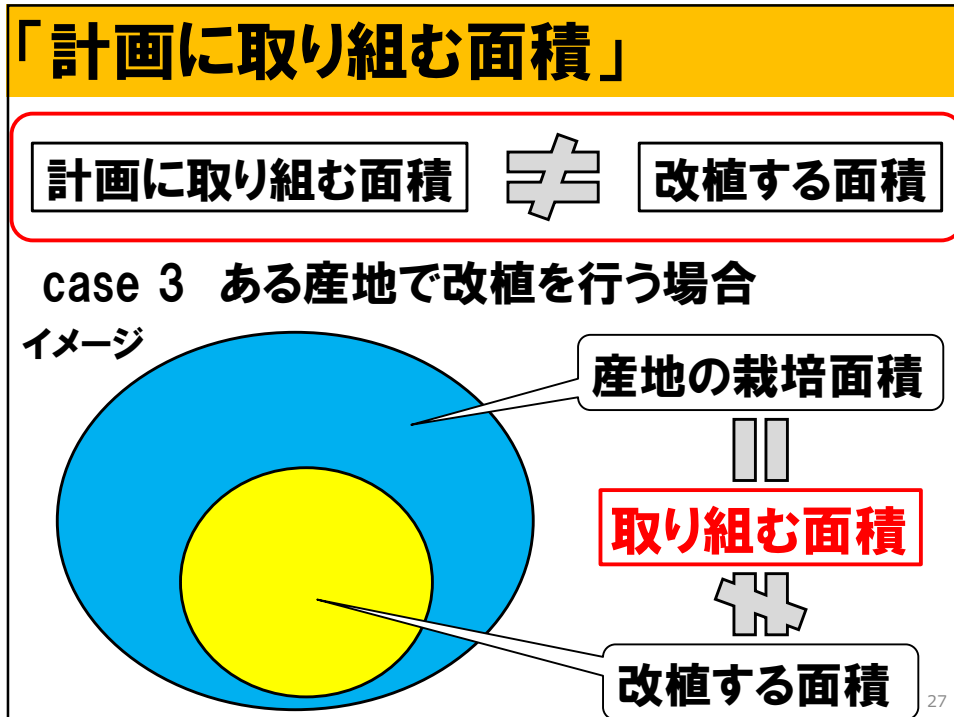 「計画に取り組む面積」
計画に取り組む面積 ≠ 改植する面積
case 3 ある産地で改植を行う場合
イメージ
産地の栽培面積
=
取り組む面積
≠
改植する面積
27